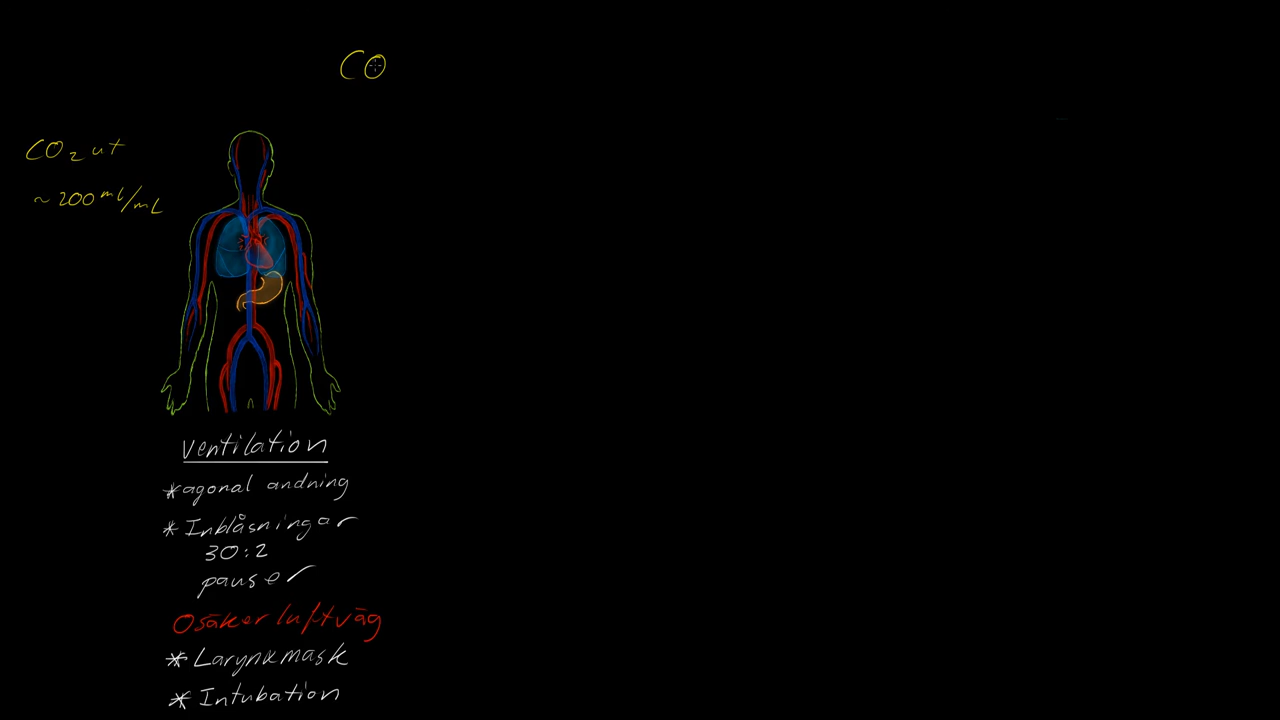 CO
CO₂ ut
~ 200 ml/mL
Ventilation
*agonal andning
* Inblåsningar
30:2
pauser
Osäker luftväg
* Larynxmask
* Intubation